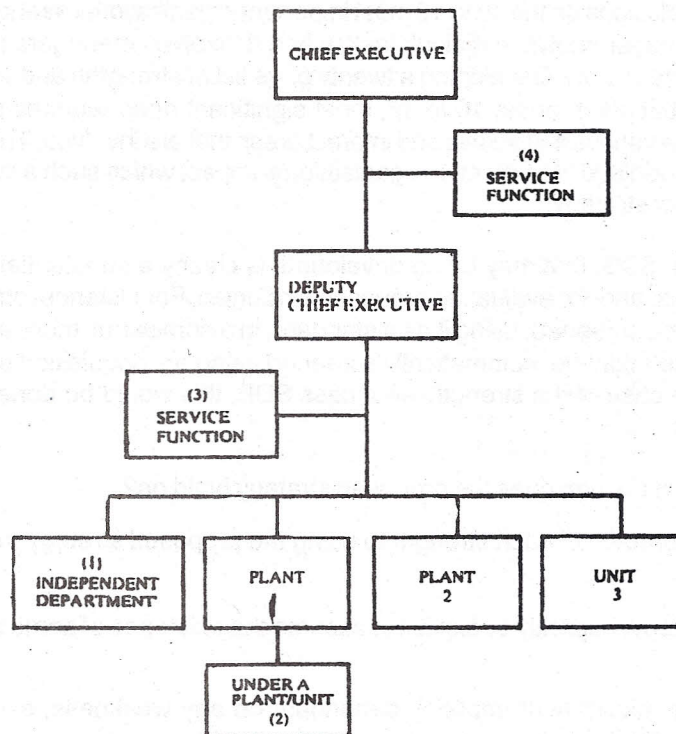 CHIEF EXECUTIVE
(4)
SERVICE
FUNCTION
DEPUTY
CHIEF EXECUTIVE
(3)
SERVICE
FUNCTION
(1)
INDEPENDENT
DEPARTMENT
PLANT
1
PLANT
2
UNIT
3
UNDER A
PLANT/UNIT
(2)